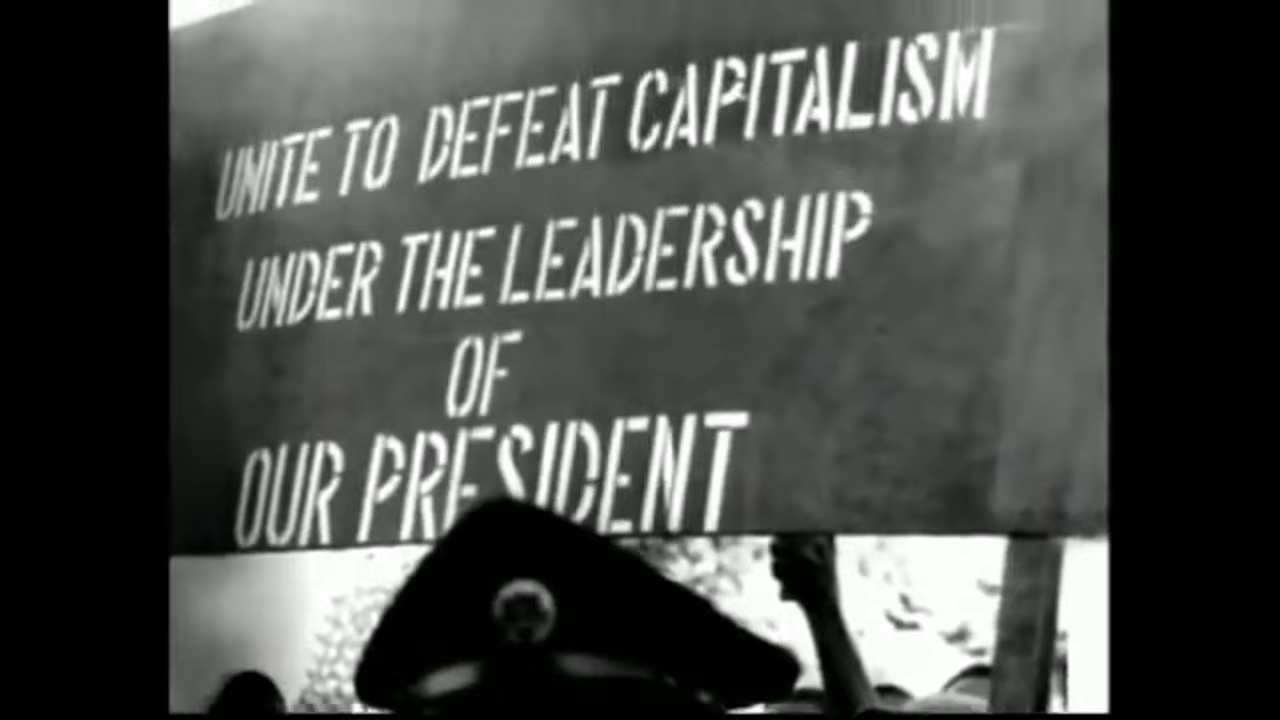 UNITE TO DEFEAT CAPITALISM
UNDER THE LEADERSHIP
OF
OUR PRESIDENT